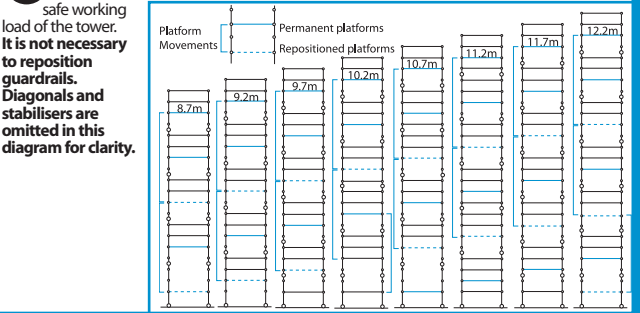 safe working
load of the tower.
It is not necessary
to reposition
guardrails.
Diagonals and
stabilisers are
omitted in this
diagram for clarity.
Platform
Movements
Permanent platforms
Repositioned platforms
8.7m
9.2m
9.7m
10.2m
10.7m
11.2m
11.7m
12.2m